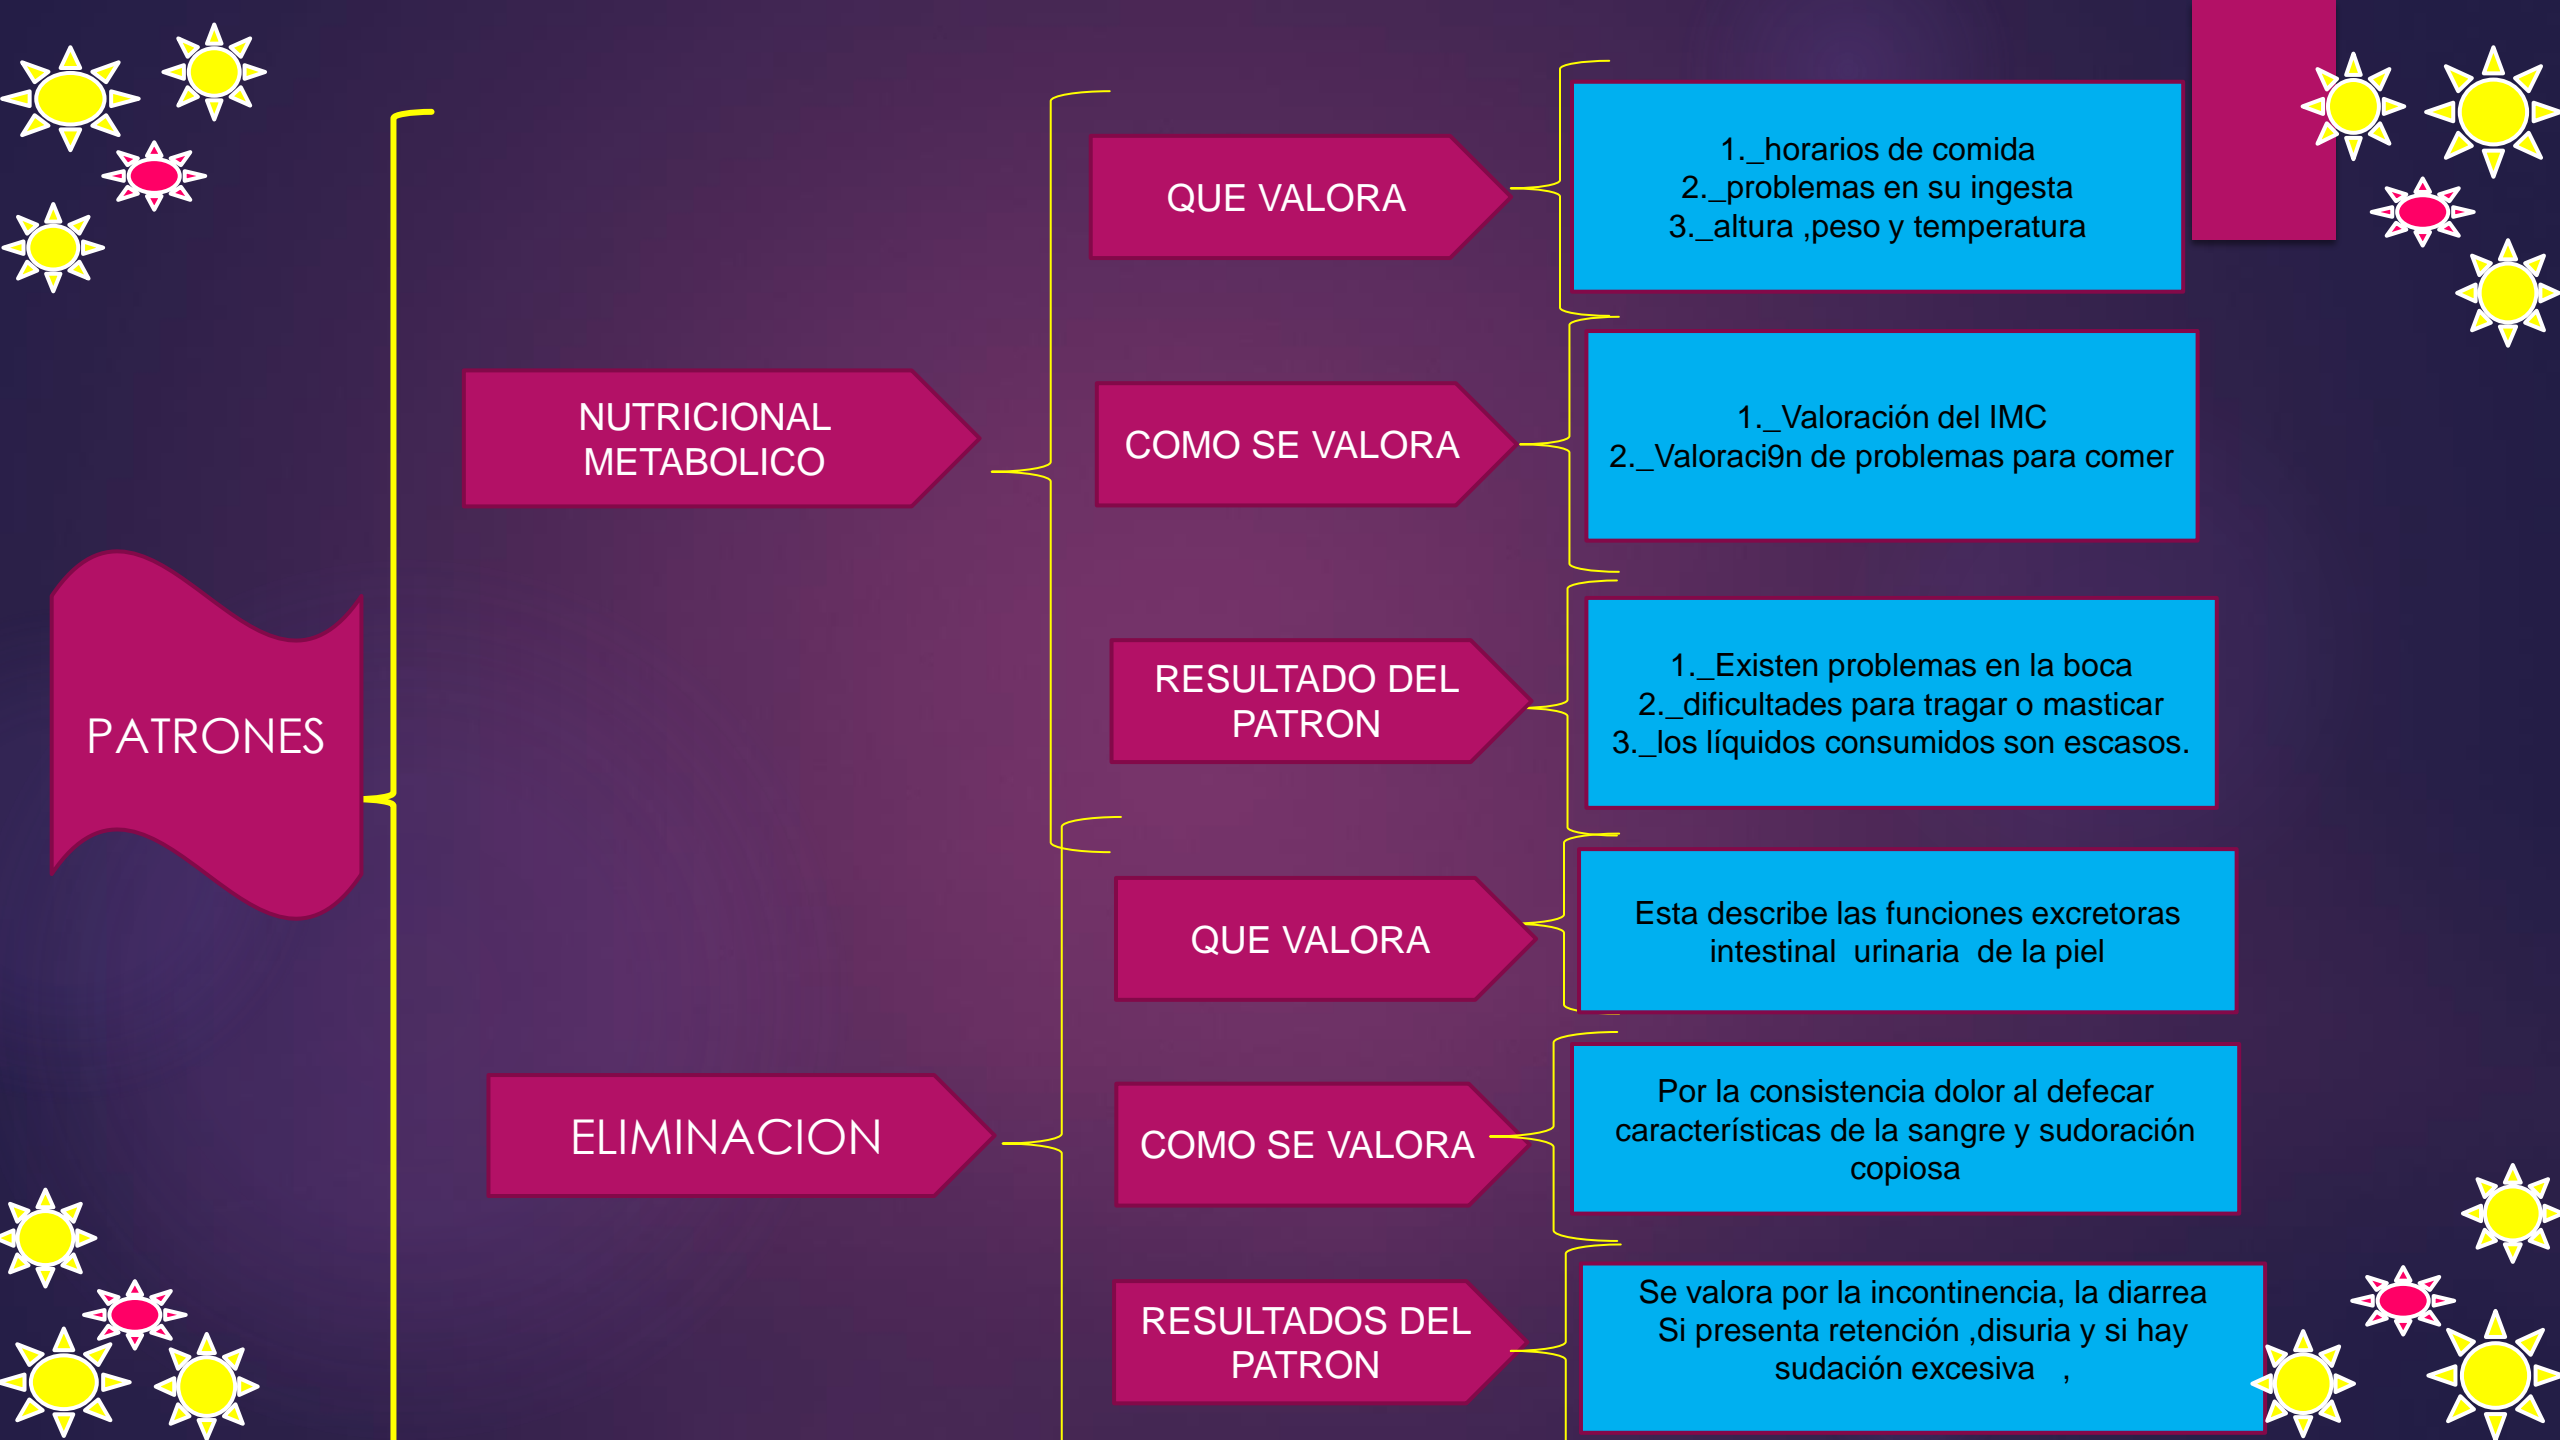 PATRONES
NUTRICIONAL
METABOLICO
QUE VALORA
1._horarios de comida
2._problemas en su ingesta
3._altura ,peso y temperatura
COMO SE VALORA
1._Valoración del IMC
2._Valoraci9n de problemas para comer
RESULTADO DEL
PATRON
1._Existen problemas en la boca
2._dificultades para tragar o masticar
3._los líquidos consumidos son escasos.
ELIMINACION
QUE VALORA
Esta describe las funciones excretoras
intestinal  urinaria  de la piel
COMO SE VALORA
Por la consistencia dolor al defecar
características de la sangre y sudoración
copiosa
RESULTADOS DEL
PATRON
Se valora por la incontinencia, la diarrea
Si presenta retención ,disuria y si hay
sudación excesiva   ,